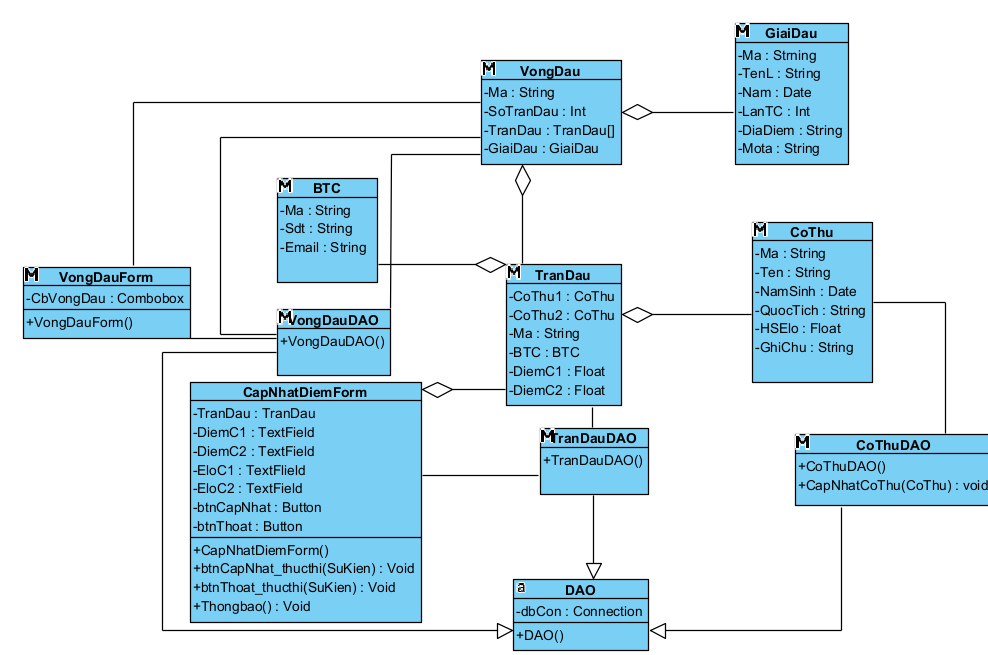 GiaiDau
-Ma : Strning
-TenL : String
-Nam : Date
-LanTC : Int
-DiaDiem : String
-Mota : String
VongDau
-Ma : String
-SoTranDau : Int
-TranDau : TranDau[]
-GiaiDau : GiaiDau
BTC
-Ma : String
-Sdt : String
-Email : String
CoThu
-Ma : String
-Ten : String
-NamSinh : Date
-QuocTich : String
-HSElo : Float
-GhiChu : String
VongDauForm
-CbVongDau : Combobox
+VongDauForm()
TranDau
-CoThu1 : CoThu
-CoThu2 : CoThu
-Ma : String
-BTC : BTC
-DiemC1 : Float
-DiemC2 : Float
VongDauDAO
+VongDauDAO()
CapNhatDiemForm
-TranDau : TranDau
-DiemC1 : TextField
-DiemC2 : TextField
-EloC1 : TextFlield
-EloC2 : TextField
-btnCapNhat : Button
-btnThoat : Button
+CapNhatDiemForm()
+btnCapNhat_thucthi(SuKien) : Void
+btnThoat_thucthi(SuKien) : Void
+Thongbao() : Void
TranDauDAO
+TranDauDAO()
CoThuDAO
+CoThuDAO()
+CapNhatCoThu(CoThu) : void
a
DAO
-dbCon : Connection
+DAO()